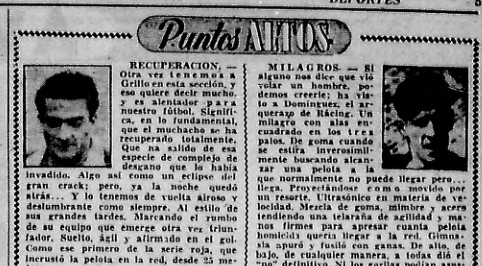 DEPORTES
Puntos ALTOS
RECUPERACION. —
Otra vez tenemos a
Grillo en esta sección, y
eso quiere decir mucho,
y es alentador para
nuestro fútbol. Signifi-
ca, en lo fundamental,
que el muchacho se ha
recuperado totalmente.
Que ha salido de esa
especie de complejo de
desgano que lo había
invadido. Algo así como un eclipse del
gran crack; pero, ya la noche quedó
atrás... Y lo tenemos de vuelta airoso y
deslumbrante como siempre. Al estilo de
sus grandes tardes. Marcando el rumbo
de su equipo que emerge otra vez triun-
fador. Suelto, ágil y afirmado en el gol.
Como ese primero de la serie roja, que
incrustó la pelota en la red, desde 25 me-
MILAGROS. — Si
alguno nos dice que vió
volar un hombre, po-
demos creerle; ha vis-
to a Domínguez, el ar-
querazo de Rácing. Un
milagro con alas en-
cuadrado en los tres
palos. De goma cuando
se estira inverosímil-
mente buscando alcan-
zar una pelota a la
que normalmente no puede llegar pero...
llega. Proyectándose como movido por
un resorte. Ultrasónico en materia de ve-
locidad. Mezcla de goma, mimbre y acero
tendiendo una telaraña de agilidad y ma-
nos firmes para apresar cuanta pelota
homicida quera llegar a la red. Gimna-
sia apuró y fusiló con ganas. De alto, de
bajo, de cualquier manera, a todas dió el
"no" definitivo. Ni los gorilas podían